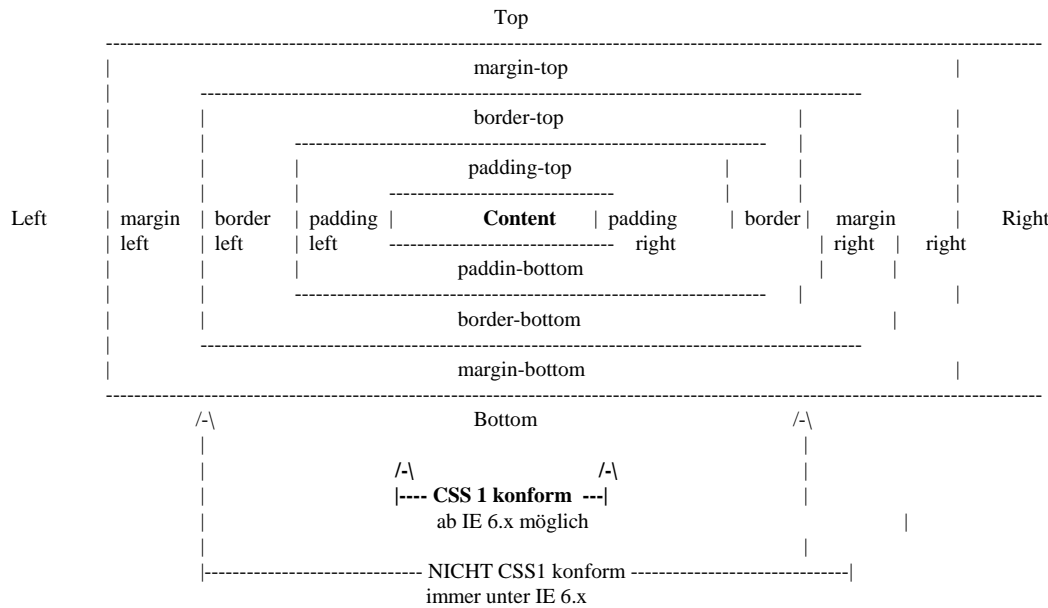 Top
margin-top
border-top
padding-top
Left margin border padding Content padding border margin Right
left left left right right right
paddin-bottom
border-bottom
margin-bottom
Bottom
CSS 1 konform
ab IE 6.x möglich
NICHT CSS1 konform
immer unter IE 6.x